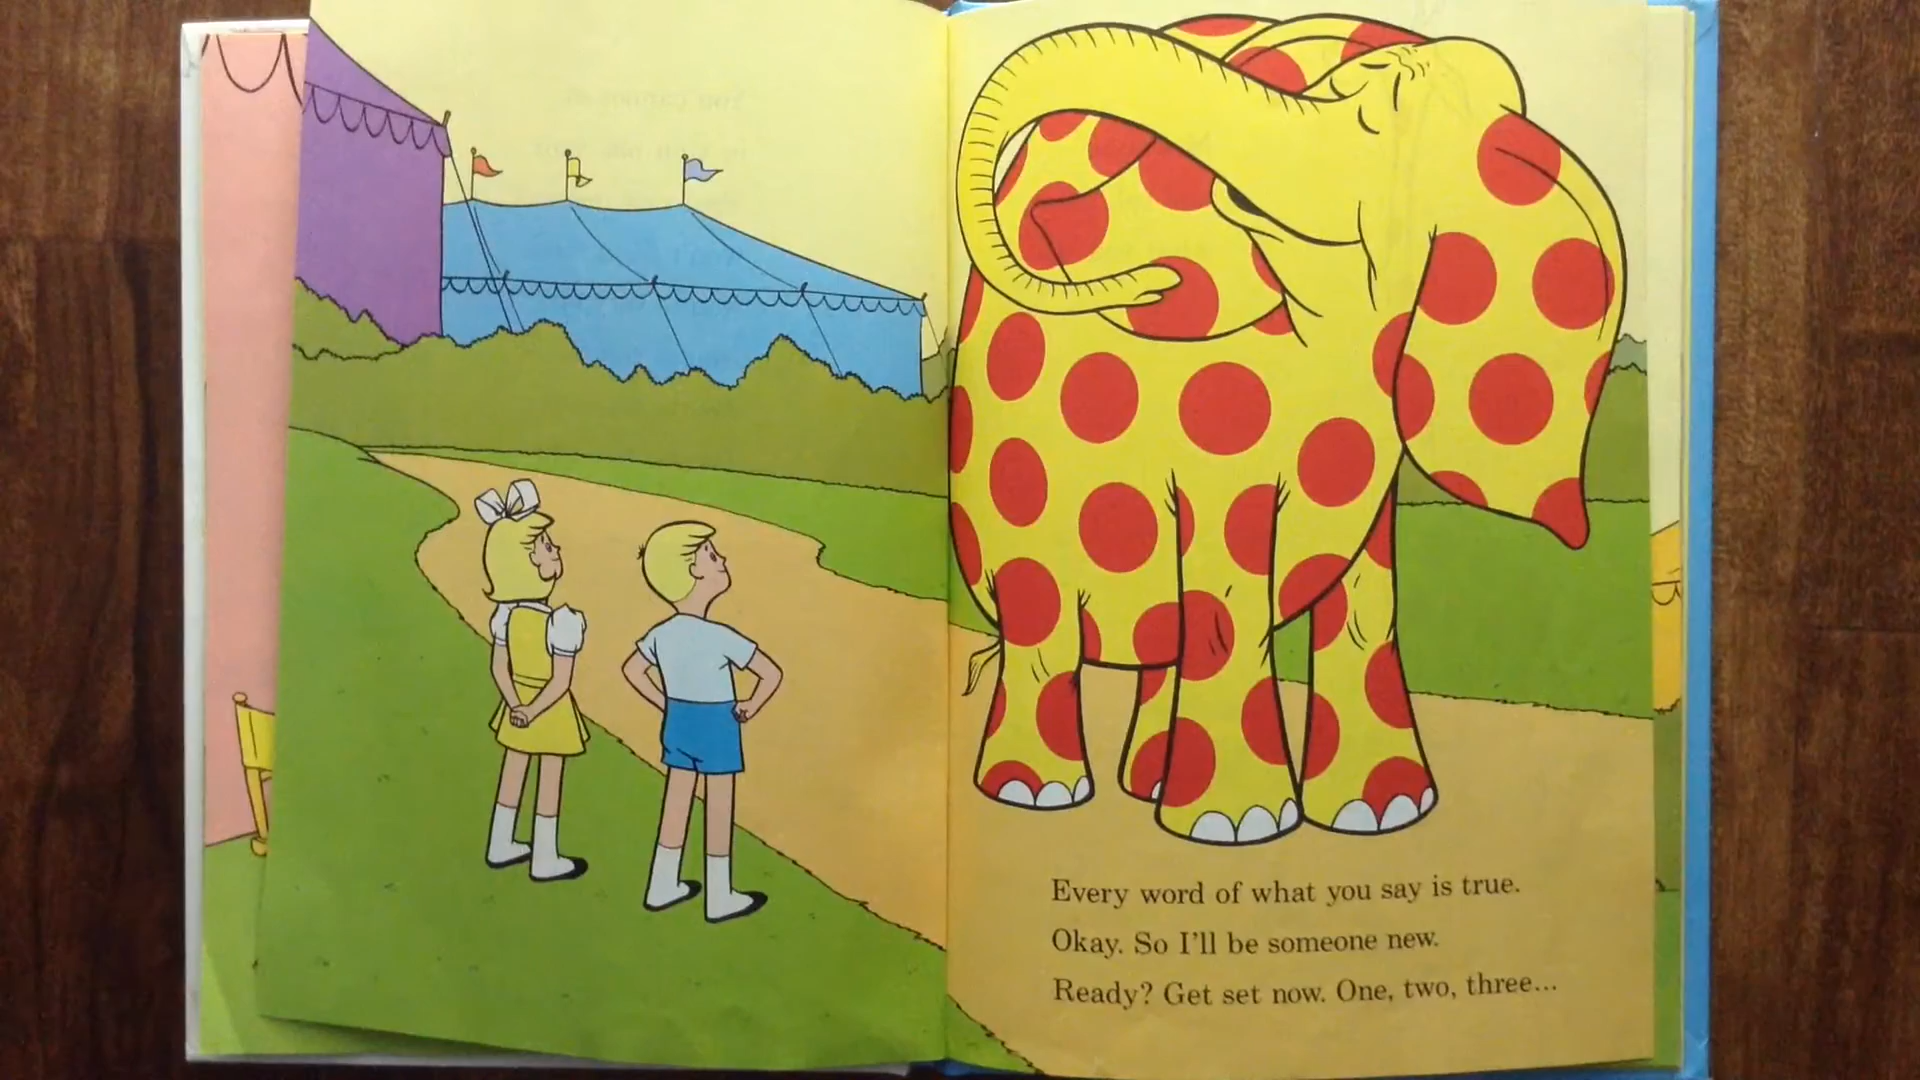 Every word of what you say is true.
Okay. So I'll be someone new.
Ready? Get set now. One, two, three...